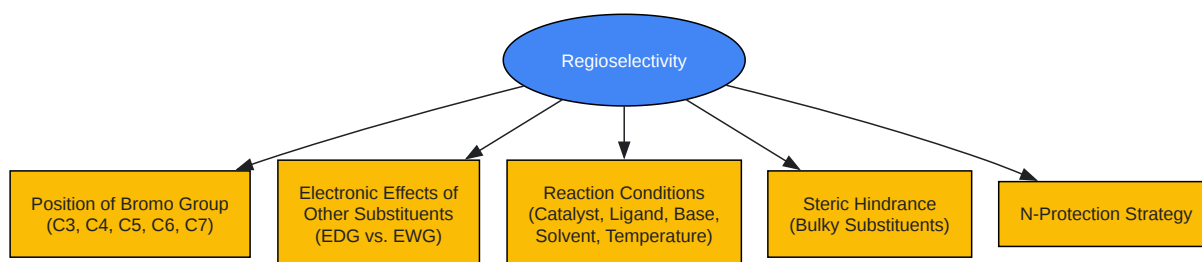 Regioselectivity
Position of Bromo Group
(C3, C4, C5, C6, C7)
Electronic Effects of
Other Substituents
(EDG vs. EWG)
Reaction Conditions
(Catalyst, Ligand, Base,
Solvent, Temperature)
Steric Hindrance
(Bulky Substituents)
N-Protection Strategy